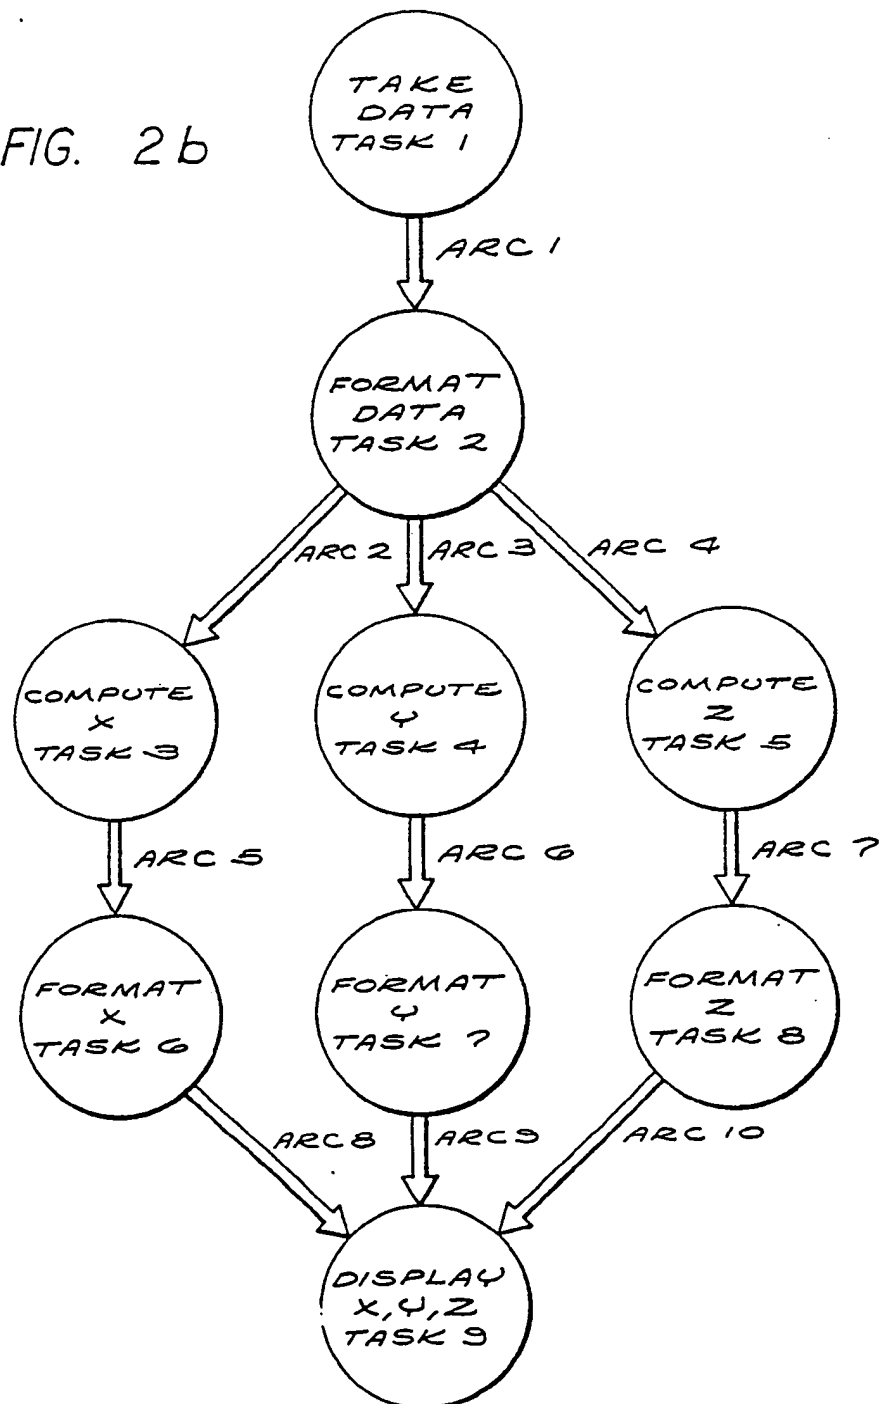 FIG. 2b
TAKE
DATA
TASK 1
ARC 1
FORMAT
DATA
TASK 2
ARC 2
ARC 3
ARC 4
COMPUTE
X
TASK 3
COMPUTE
Y
TASK 4
COMPUTE
Z
TASK 5
ARC 5
ARC 6
ARC 7
FORMAT
X
TASK 6
FORMAT
Y
TASK 7
FORMAT
Z
TASK 8
ARC 8
ARC 9
ARC 10
DISPLAY
X, Y, Z
TASK 9